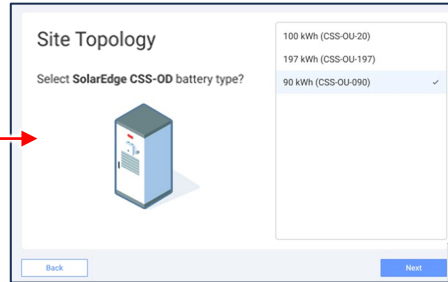 Site Topology
Select SolarEdge CSS-OD battery type?
100 kWh (CSS-OU-20)
197 kWh (CSS-OU-197)
90 kWh (CSS-OU-090)
Back
Next